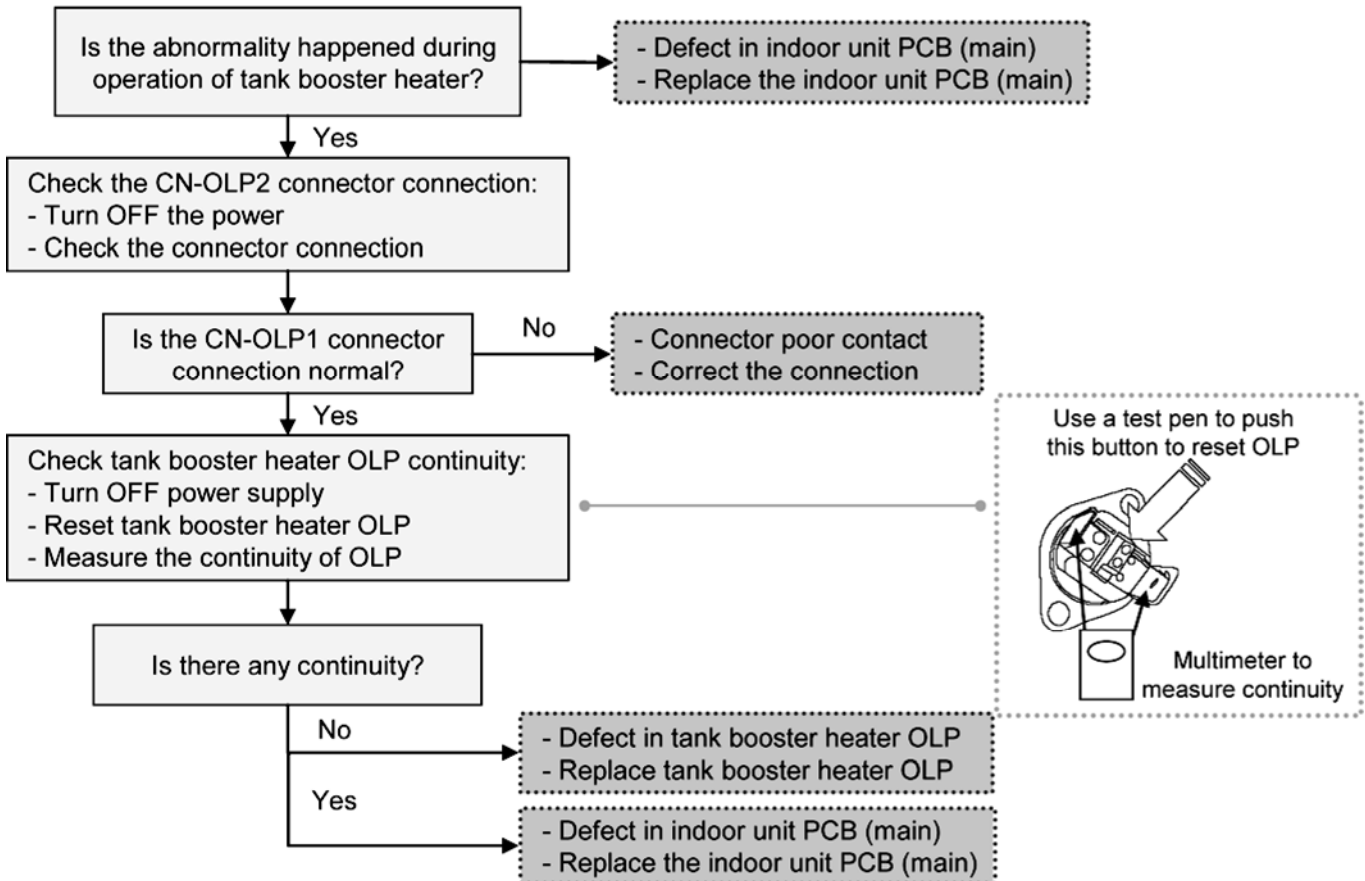 Is the abnormality happened during
operation of tank booster heater?
- Defect in indoor unit PCB (main)
- Replace the indoor unit PCB (main)
Yes
Check the CN-OLP2 connector connection:
- Turn OFF the power
- Check the connector connection
Is the CN-OLP1 connector
connection normal?
No
- Connector poor contact
- Correct the connection
Yes
Check tank booster heater OLP continuity:
- Turn OFF power supply
- Reset tank booster heater OLP
- Measure the continuity of OLP
Use a test pen to push
this button to reset OLP
Multimeter to
measure continuity
Is there any continuity?
No
- Defect in tank booster heater OLP
- Replace tank booster heater OLP
Yes
- Defect in indoor unit PCB (main)
- Replace the indoor unit PCB (main)